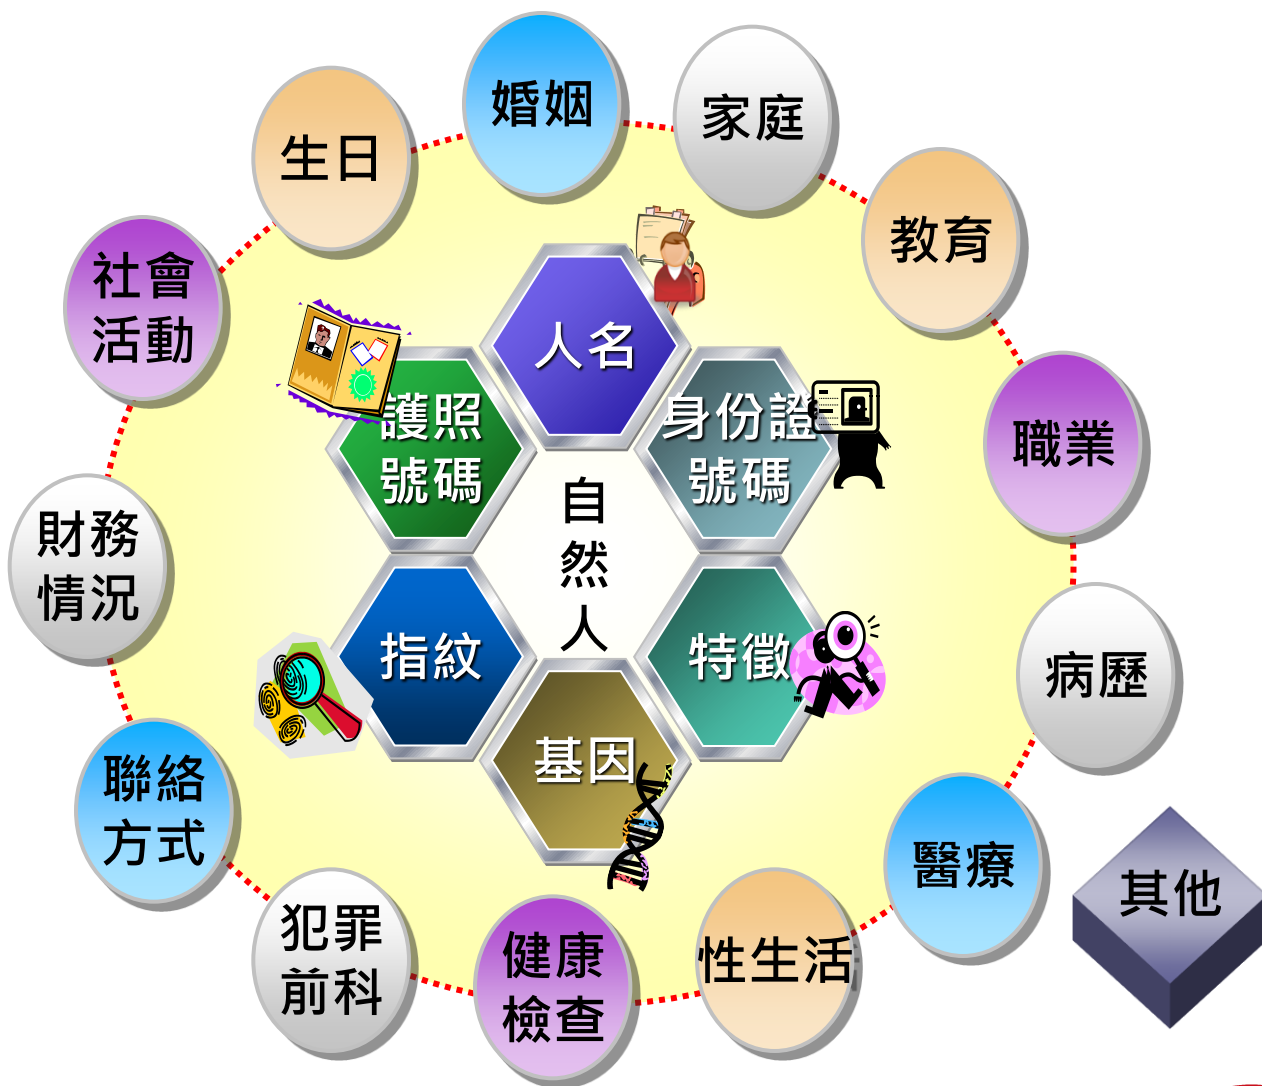 婚姻
家庭
生日
教育
社會
活動
人名
護照
號碼
身份證
號碼
職業
自
然
人
財務
情況
指紋
特徵
病歷
基因
聯絡
方式
醫療
其他
犯罪
前科
健康
檢查
性生活